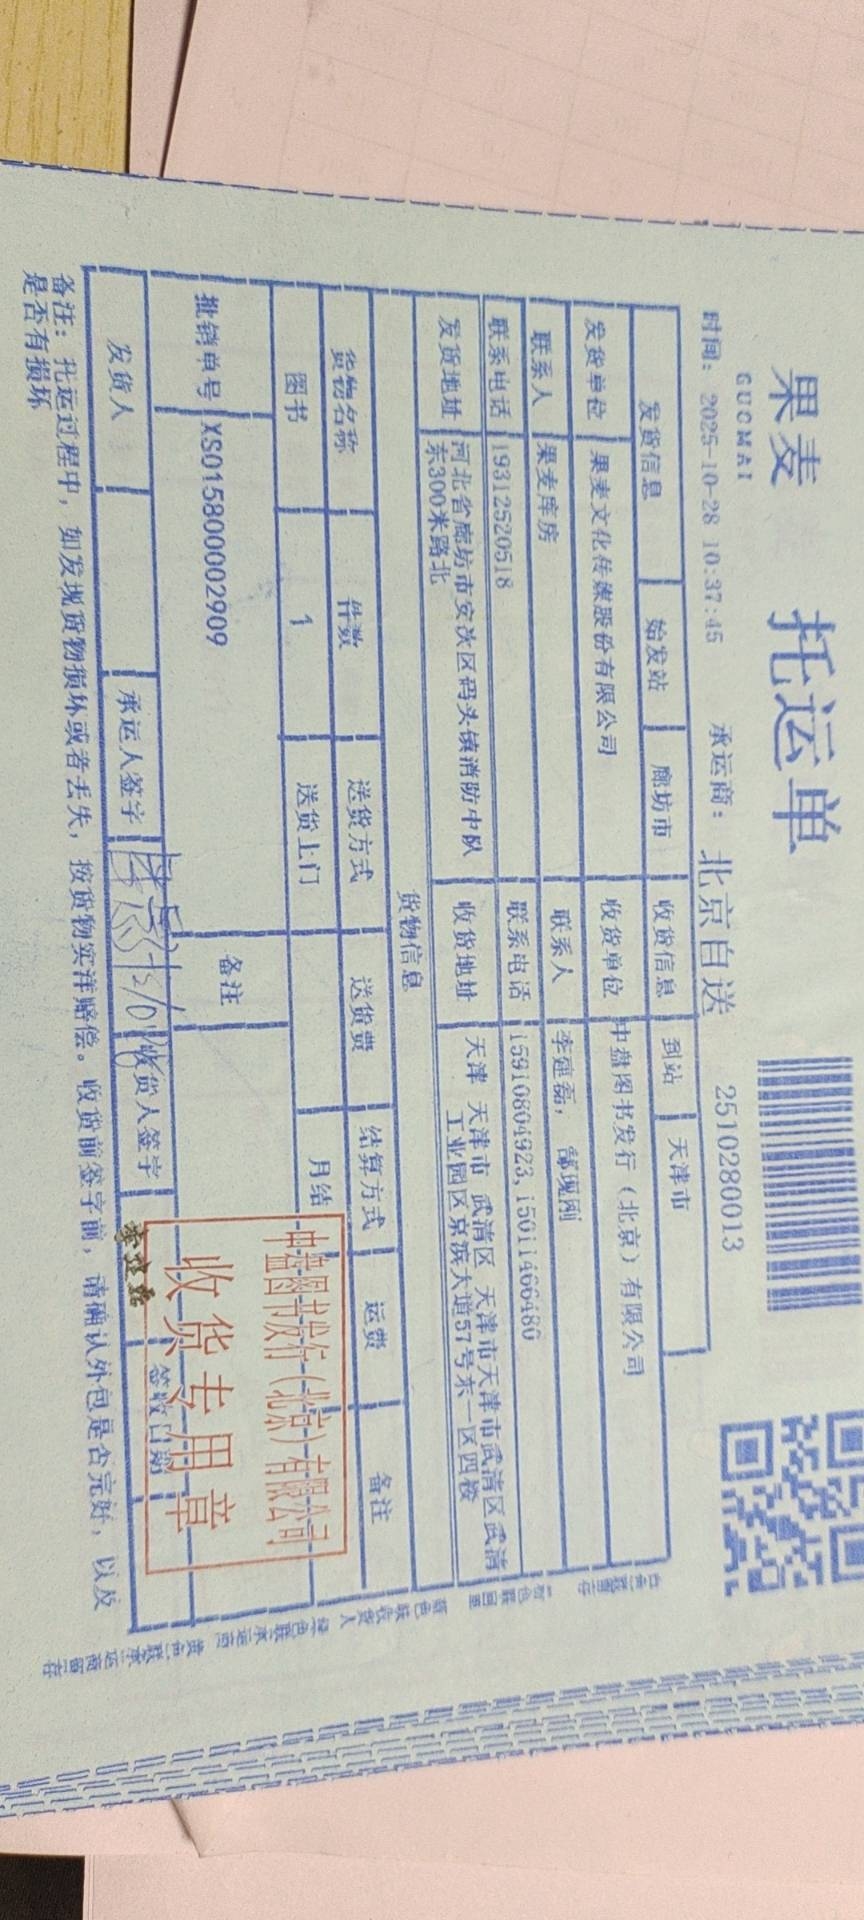 果麦
GUOMAI
托运单
时间：2025-10-28 10:37:45 承运商：北京自送 2510280013
发货信息 始发站 廊坊市 收货信息 到站 天津市
发货单位 果麦文化传媒股份有限公司 收货单位 中盘图书发行（北京）有限公司
联系人 果麦库房 联系人 李建磊，
联系电话 19312520518 联系电话 15910804923,15011466480
发货地址 河北省廊坊市安次区码头镇消防中队
东300米路北
收货地址 天津 天津市 武清区 天津市天津市武清区武清
工业园区京滨大道57号东一区四
货物信息
货物名称 件数 送货方式 送货费 结算方式 运费 备注
图书 1 送货上门 月结
批销单号 XS015800002909 备注
中盘图书发行（北京）有限公司
收货专用章
李建磊
发货人 承运人签字 收货人签字 签收日期
备注：托运过程中，如发现货物损坏或者丢失，按货物实洋赔偿。收货前签字前，请确认外包是否完好，以及
是否有损坏